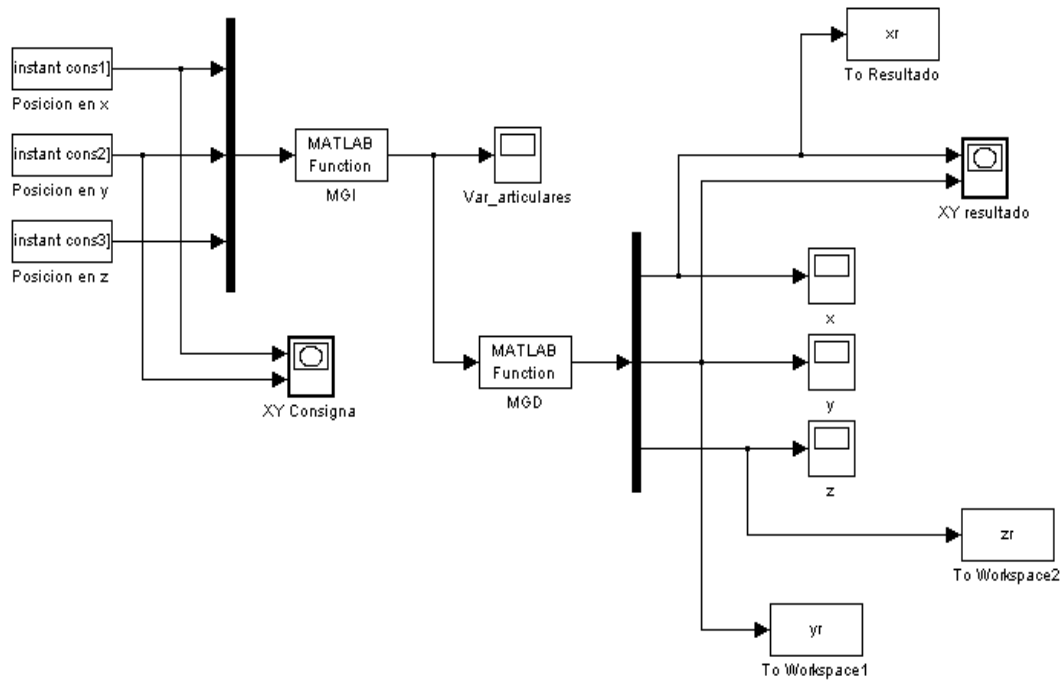 xr
To Resultado
instant cons1]
Posicion en x
MATLAB
Function
MGI
Var_articulares
XY resultado
instant cons2]
Posicion en y
instant cons3]
Posicion en z
x
XY Consigna
MATLAB
Function
MGD
y
z
zr
To Workspace2
yr
To Workspace1